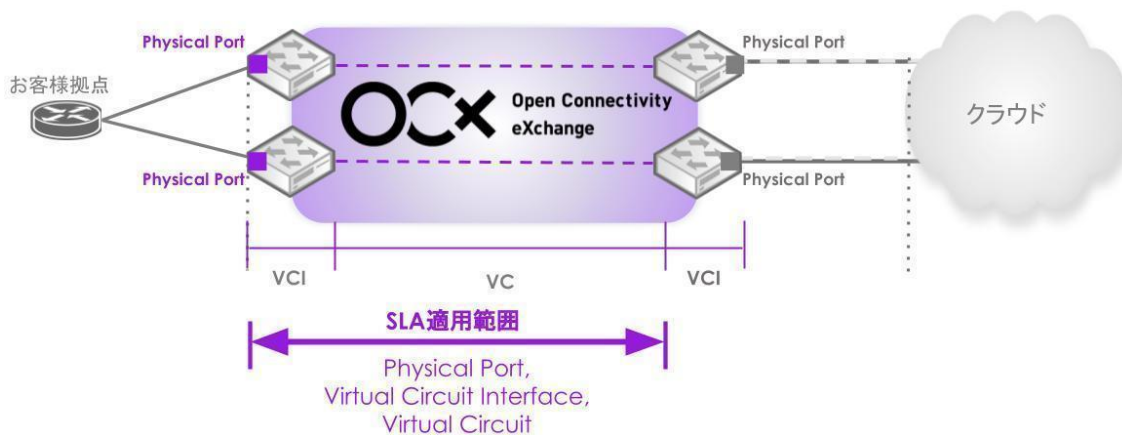 Physical Port
Physical Port
お客様拠点
OCX
Open Connectivity
eXchange
クラウド
Physical Port
Physical Port
VCI
VC
VCI
SLA適用範囲
Physical Port,
Virtual Circuit Interface,
Virtual Circuit